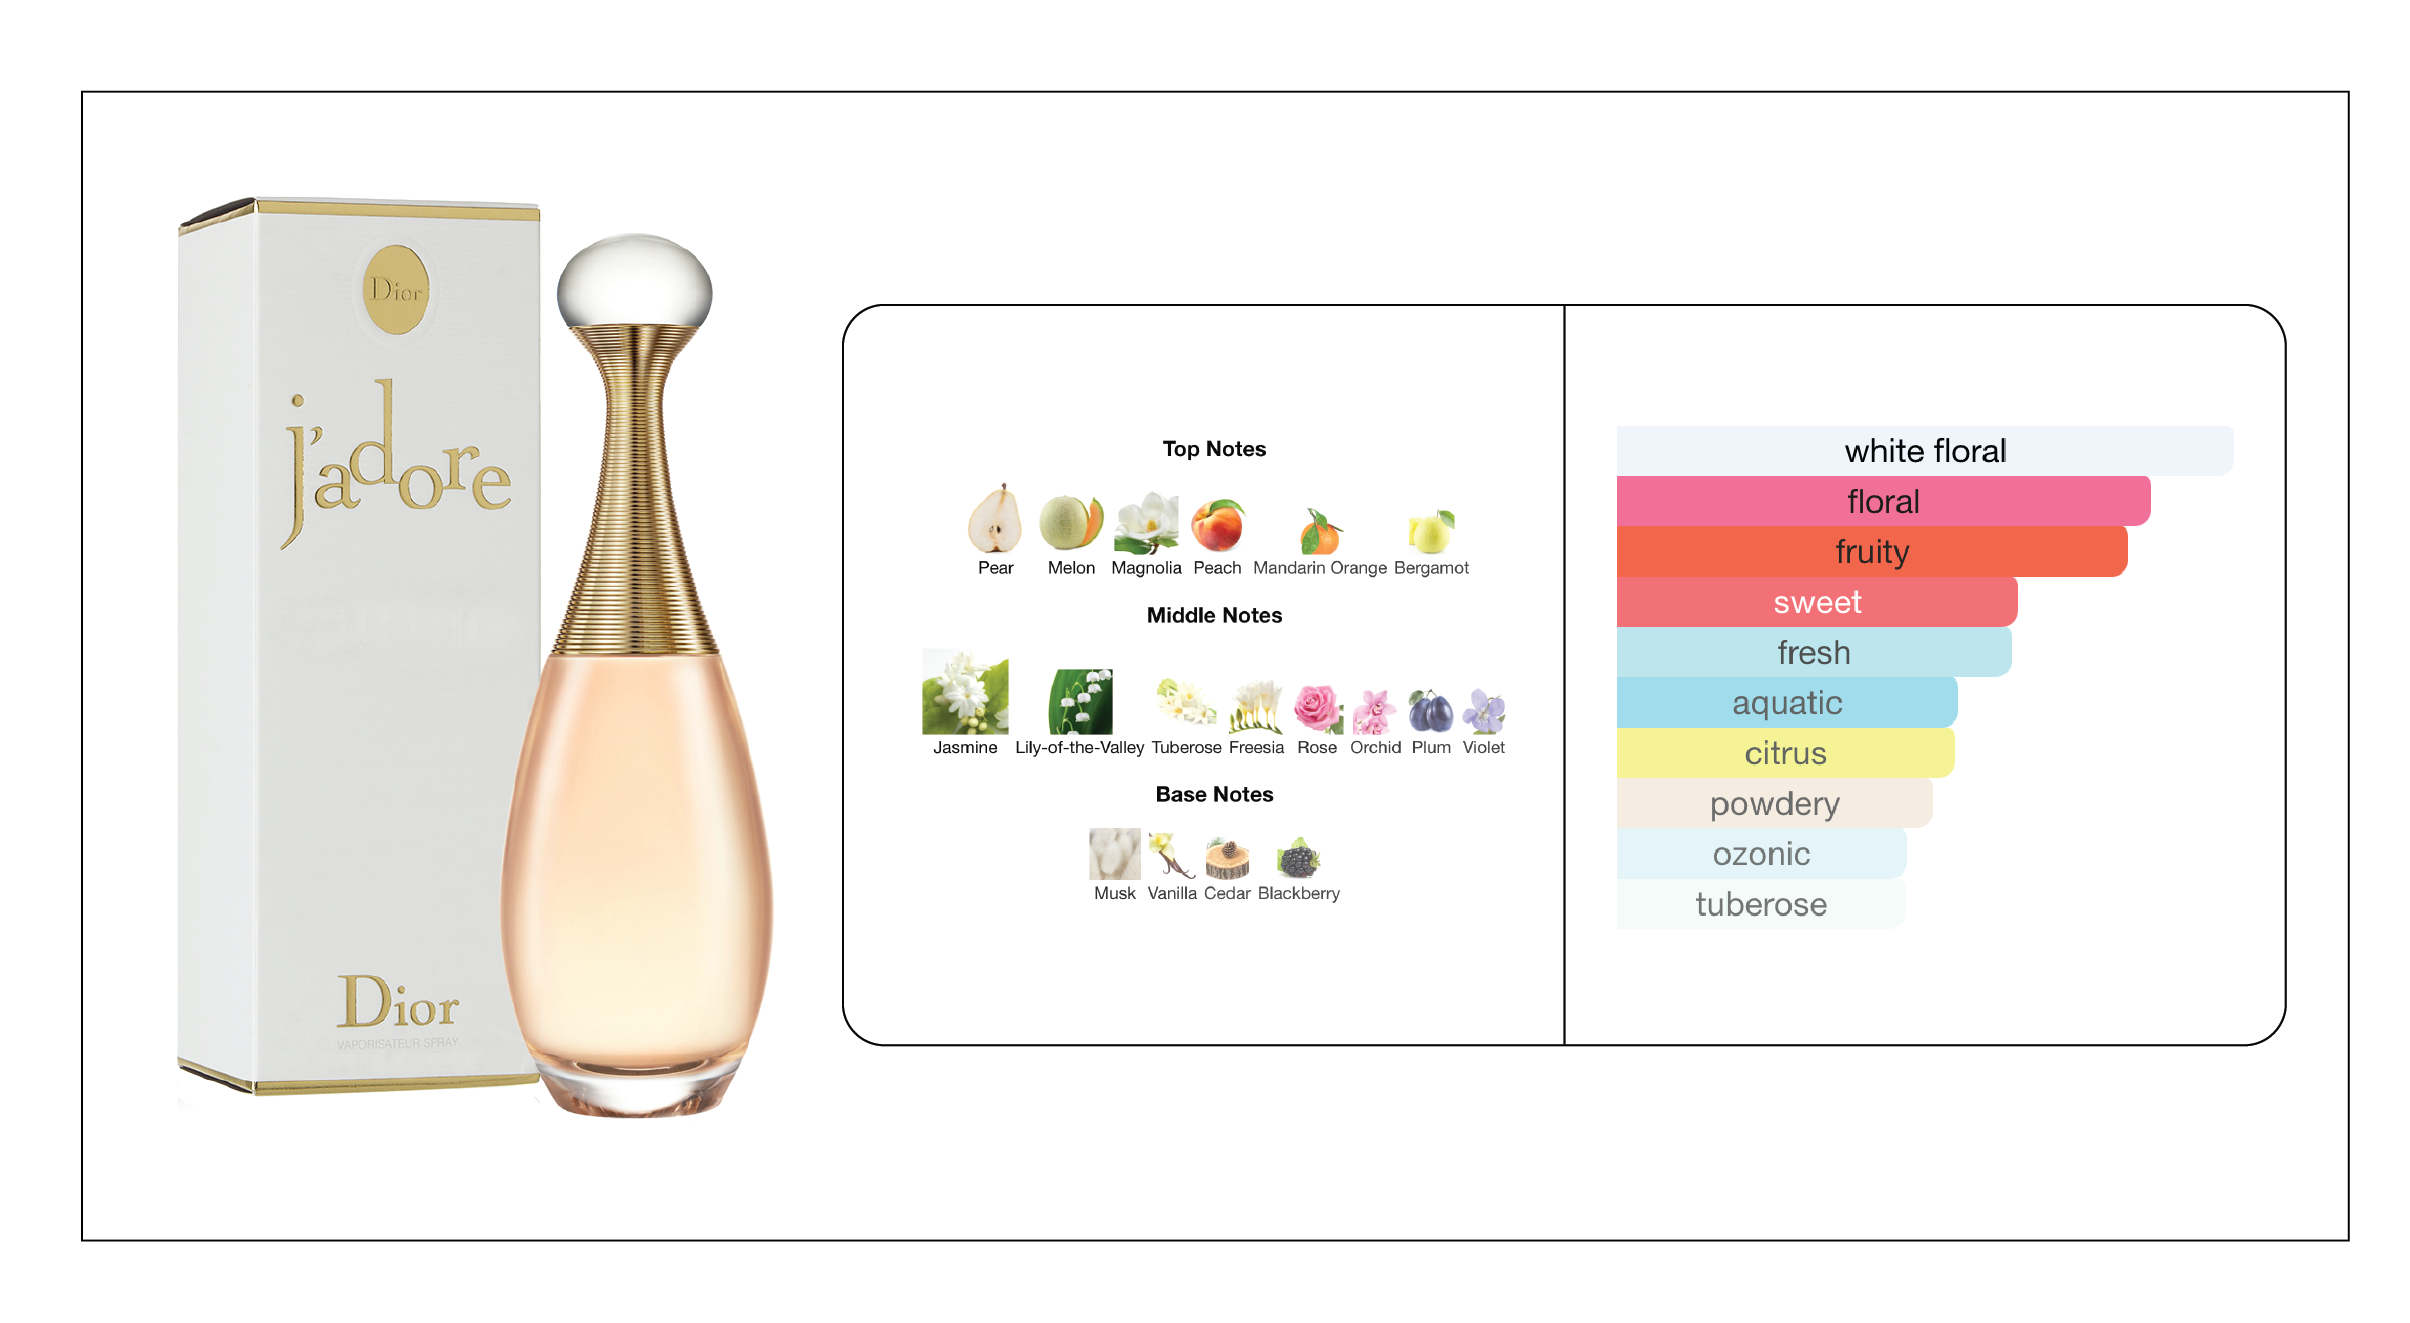 Dior
j'adore
Dior
VAPORISATEUR SPRAY
Top Notes
Pear Melon Magnolia Peach Mandarin Orange Bergamot
Middle Notes
Jasmine Lily-of-the-Valley Tuberose Freesia Rose Orchid Plum Violet
Base Notes
Musk Vanilla Cedar Blackberry
white floral
floral
fruity
sweet
fresh
aquatic
citrus
powdery
ozonic
tuberose